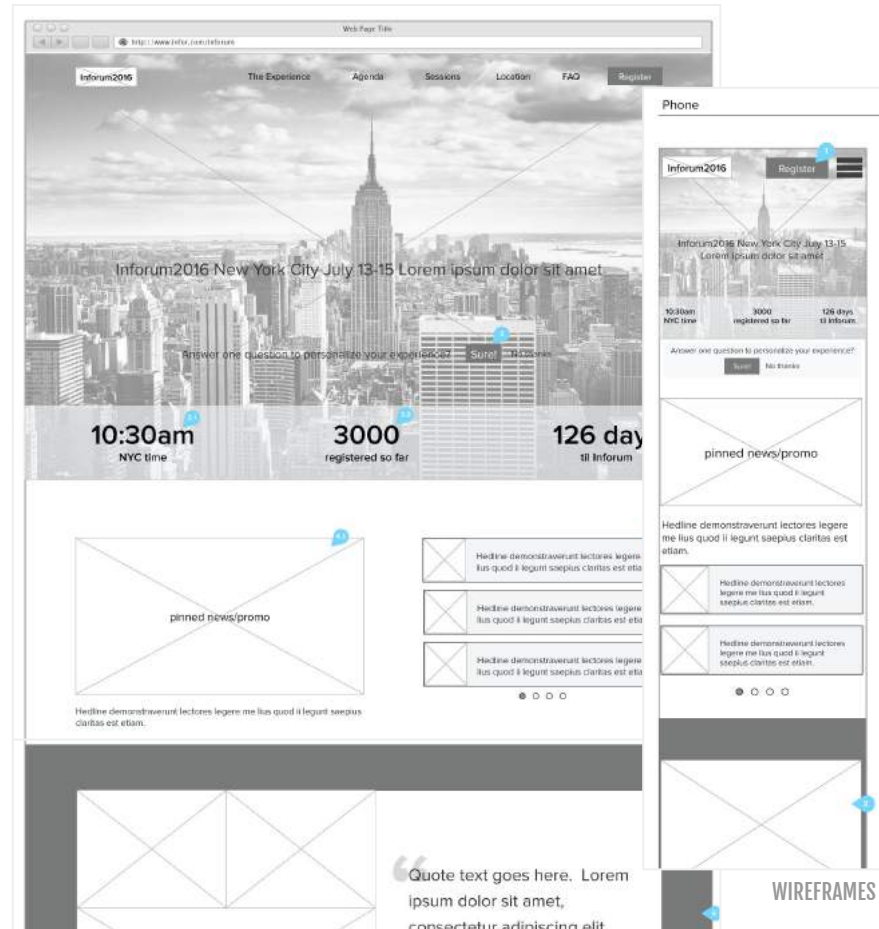 Web Page Title
http://www.infor.com/inforum
Inforum2016
The Experience
Agenda
Sessions
Location
FAQ
Register
Inforum2016 New York City July 13-15 Lorem ipsum dolor sit amet
Answer one question to personalize your experience?
Sure!
No thanks
10:30am
NYC time
3000
registered so far
126 day
til Inforum
pinned news/promo
Hedline demonstraverunt lectores legere me lius quod ii legunt saepius
claritas est etiam.
Hedline demonstraverunt lectores legere
lius quod ii legunt saepius claritas est etia
Hedline demonstraverunt lectores legere
lius quod ii legunt saepius claritas est etia
Hedline demonstraverunt lectores legere
lius quod ii legunt saepius claritas est etia
“Quote text goes here. Lorem
ipsum dolor sit amet,
consectetur adipiscing elit
Phone
Inforum2016
Register
Inforum2016 New York City July 13-15
Lorem ipsum dolor sit amet
10:30am
NYC time
3000
registered so far
126 days
til Inforum
Answer one question to personalize your experience?
Sure!
No thanks
pinned news/promo
Hedline demonstraverunt lectores legere
me lius quod ii legunt saepius claritas est
etiam.
Hedline demonstraverunt lectores
legere me lius quod ii legunt
saepius claritas est etiam.
Hedline demonstraverunt lectores
legere me lius quod ii legunt
saepius claritas est etiam.
WIREFRAMES